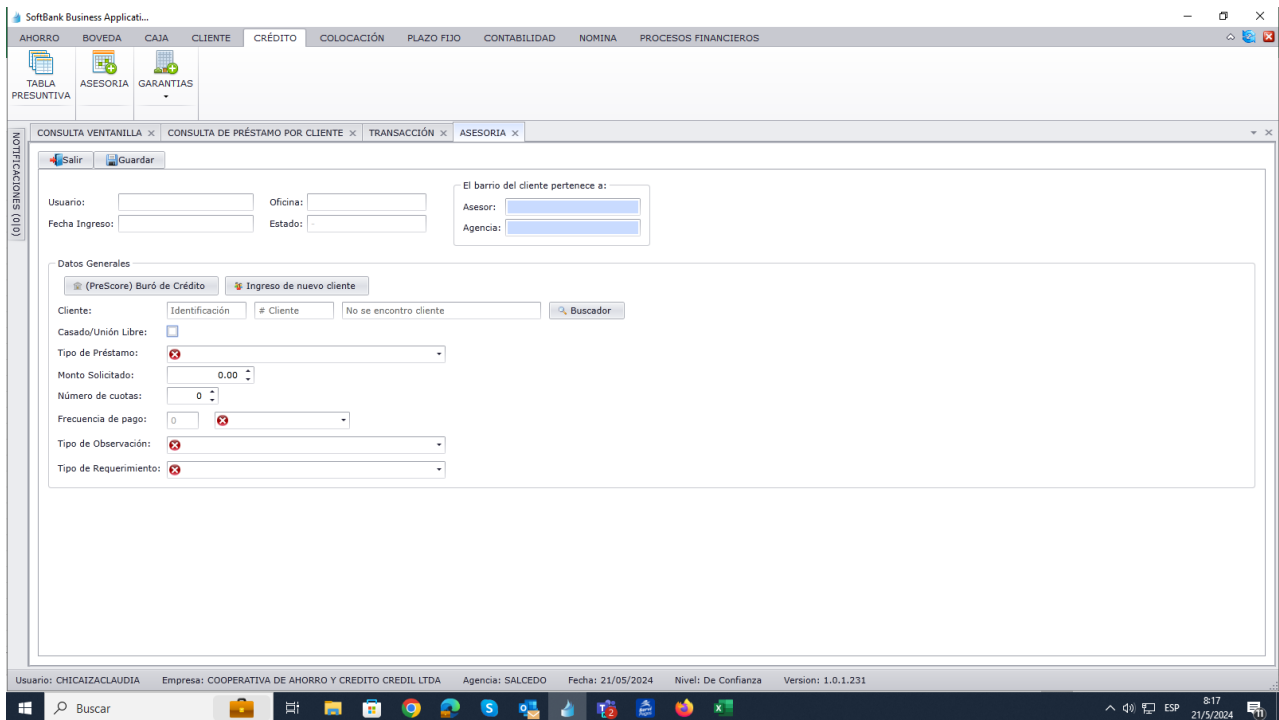 SoftBank Business Applicati...
AHORRO BOVEDA CAJA CLIENTE CRÉDITO COLOCACIÓN PLAZO FIJO CONTABILIDAD NOMINA PROCESOS FINANCIEROS
TABLA PRESUNTIVA ASESORIA GARANTIAS
NOTIFICACIONES (0|0)
CONSULTA VENTANILLA × CONSULTA DE PRÉSTAMO POR CLIENTE × TRANSACCIÓN × ASESORIA ×
Salir Guardar
El barrio del cliente pertenece a:
Usuario: Oficina: Asesor:
Fecha Ingreso: Estado: - Agencia:
Datos Generales
(PreScore) Buró de Crédito Ingreso de nuevo cliente
Cliente: Identificación # Cliente No se encontro cliente Buscador
Casado/Unión Libre:
Tipo de Préstamo:
Monto Solicitado: 0.00
Número de cuotas: 0
Frecuencia de pago: 0
Tipo de Observación:
Tipo de Requerimiento:
Usuario: CHICAIZACLAUDIA Empresa: COOPERATIVA DE AHORRO Y CREDITO CREDIL LTDA Agencia: SALCEDO Fecha: 21/05/2024 Nivel: De Confianza Version: 1.0.1.231
Buscar ESP 8:17
21/5/2024